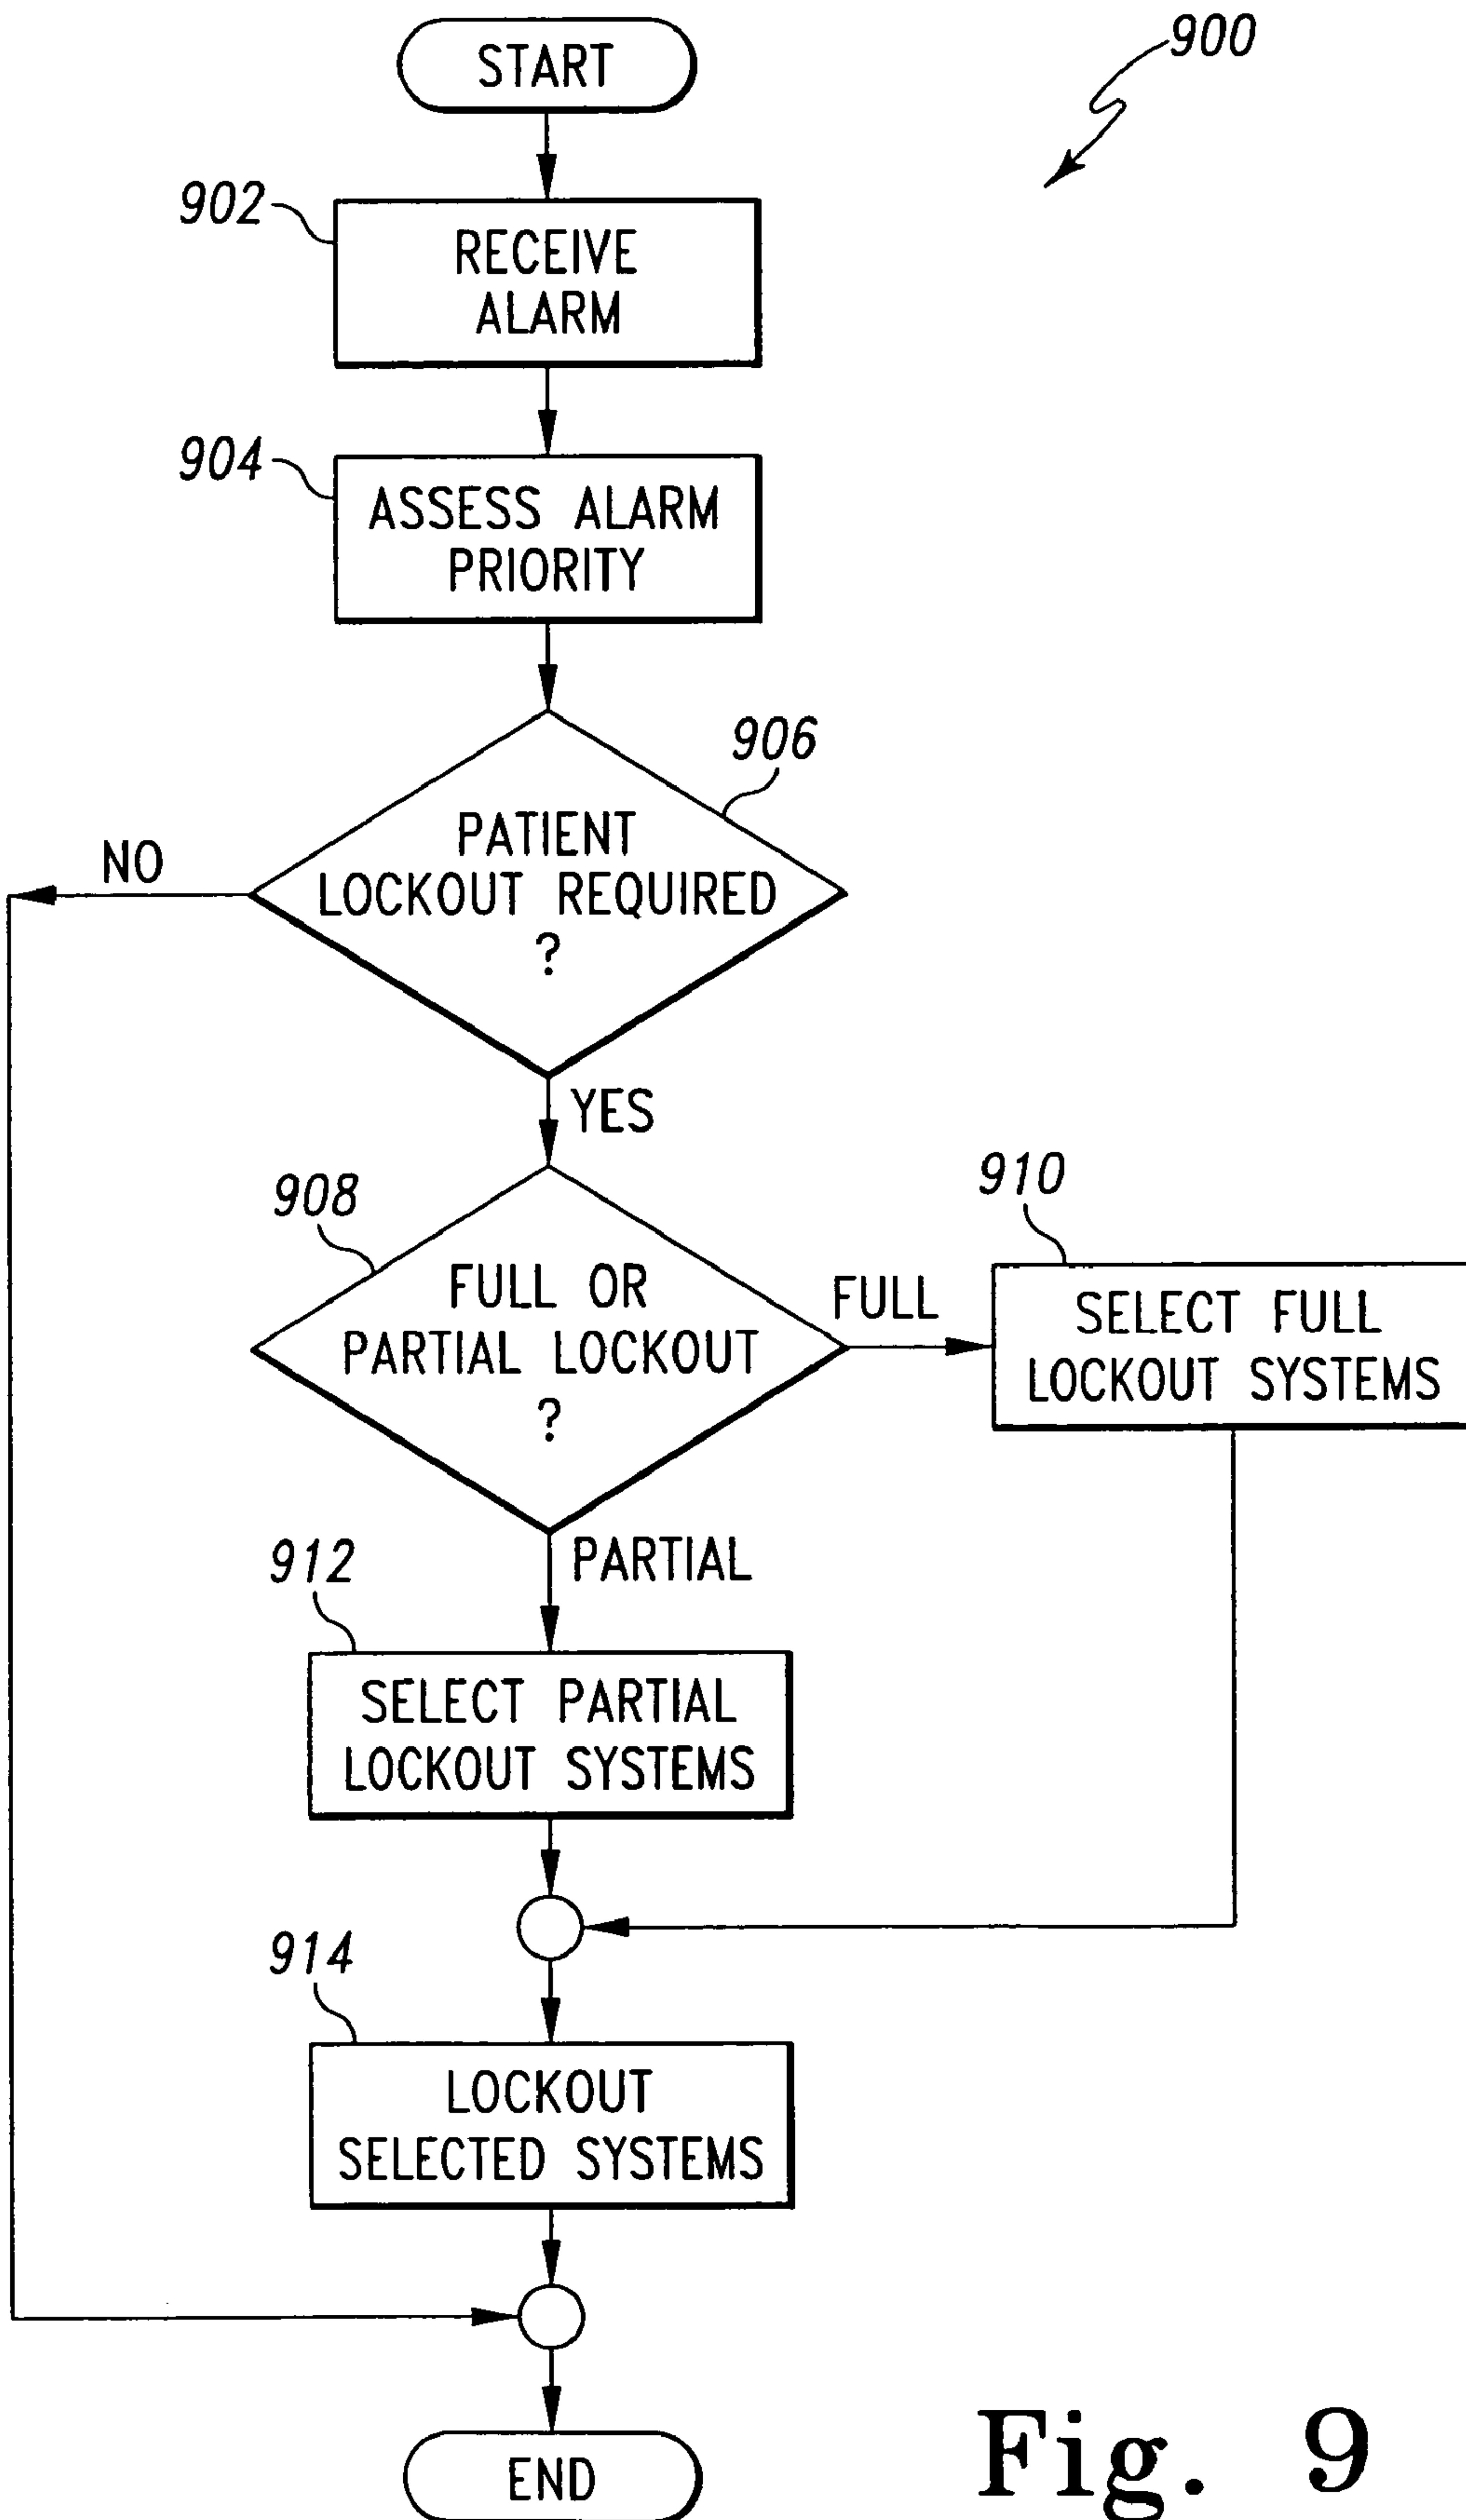 START
900
902
RECEIVE
ALARM
904
ASSESS ALARM
PRIORITY
906
PATIENT
LOCKOUT REQUIRED
?
NO
YES
908
FULL OR
PARTIAL LOCKOUT
?
FULL
910
SELECT FULL
LOCKOUT SYSTEMS
PARTIAL
912
SELECT PARTIAL
LOCKOUT SYSTEMS
914
LOCKOUT
SELECTED SYSTEMS
END
Fig. 9